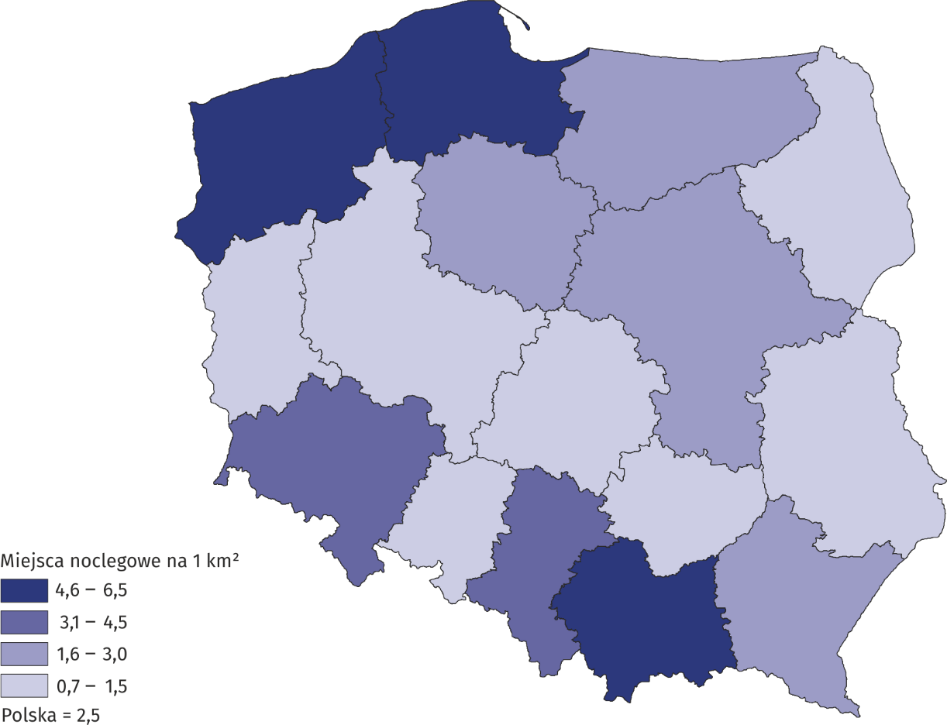 Miejsca noclegowe na 1 km²
4,6 – 6,5
3,1 – 4,5
1,6 – 3,0
0,7 – 1,5
Polska = 2,5